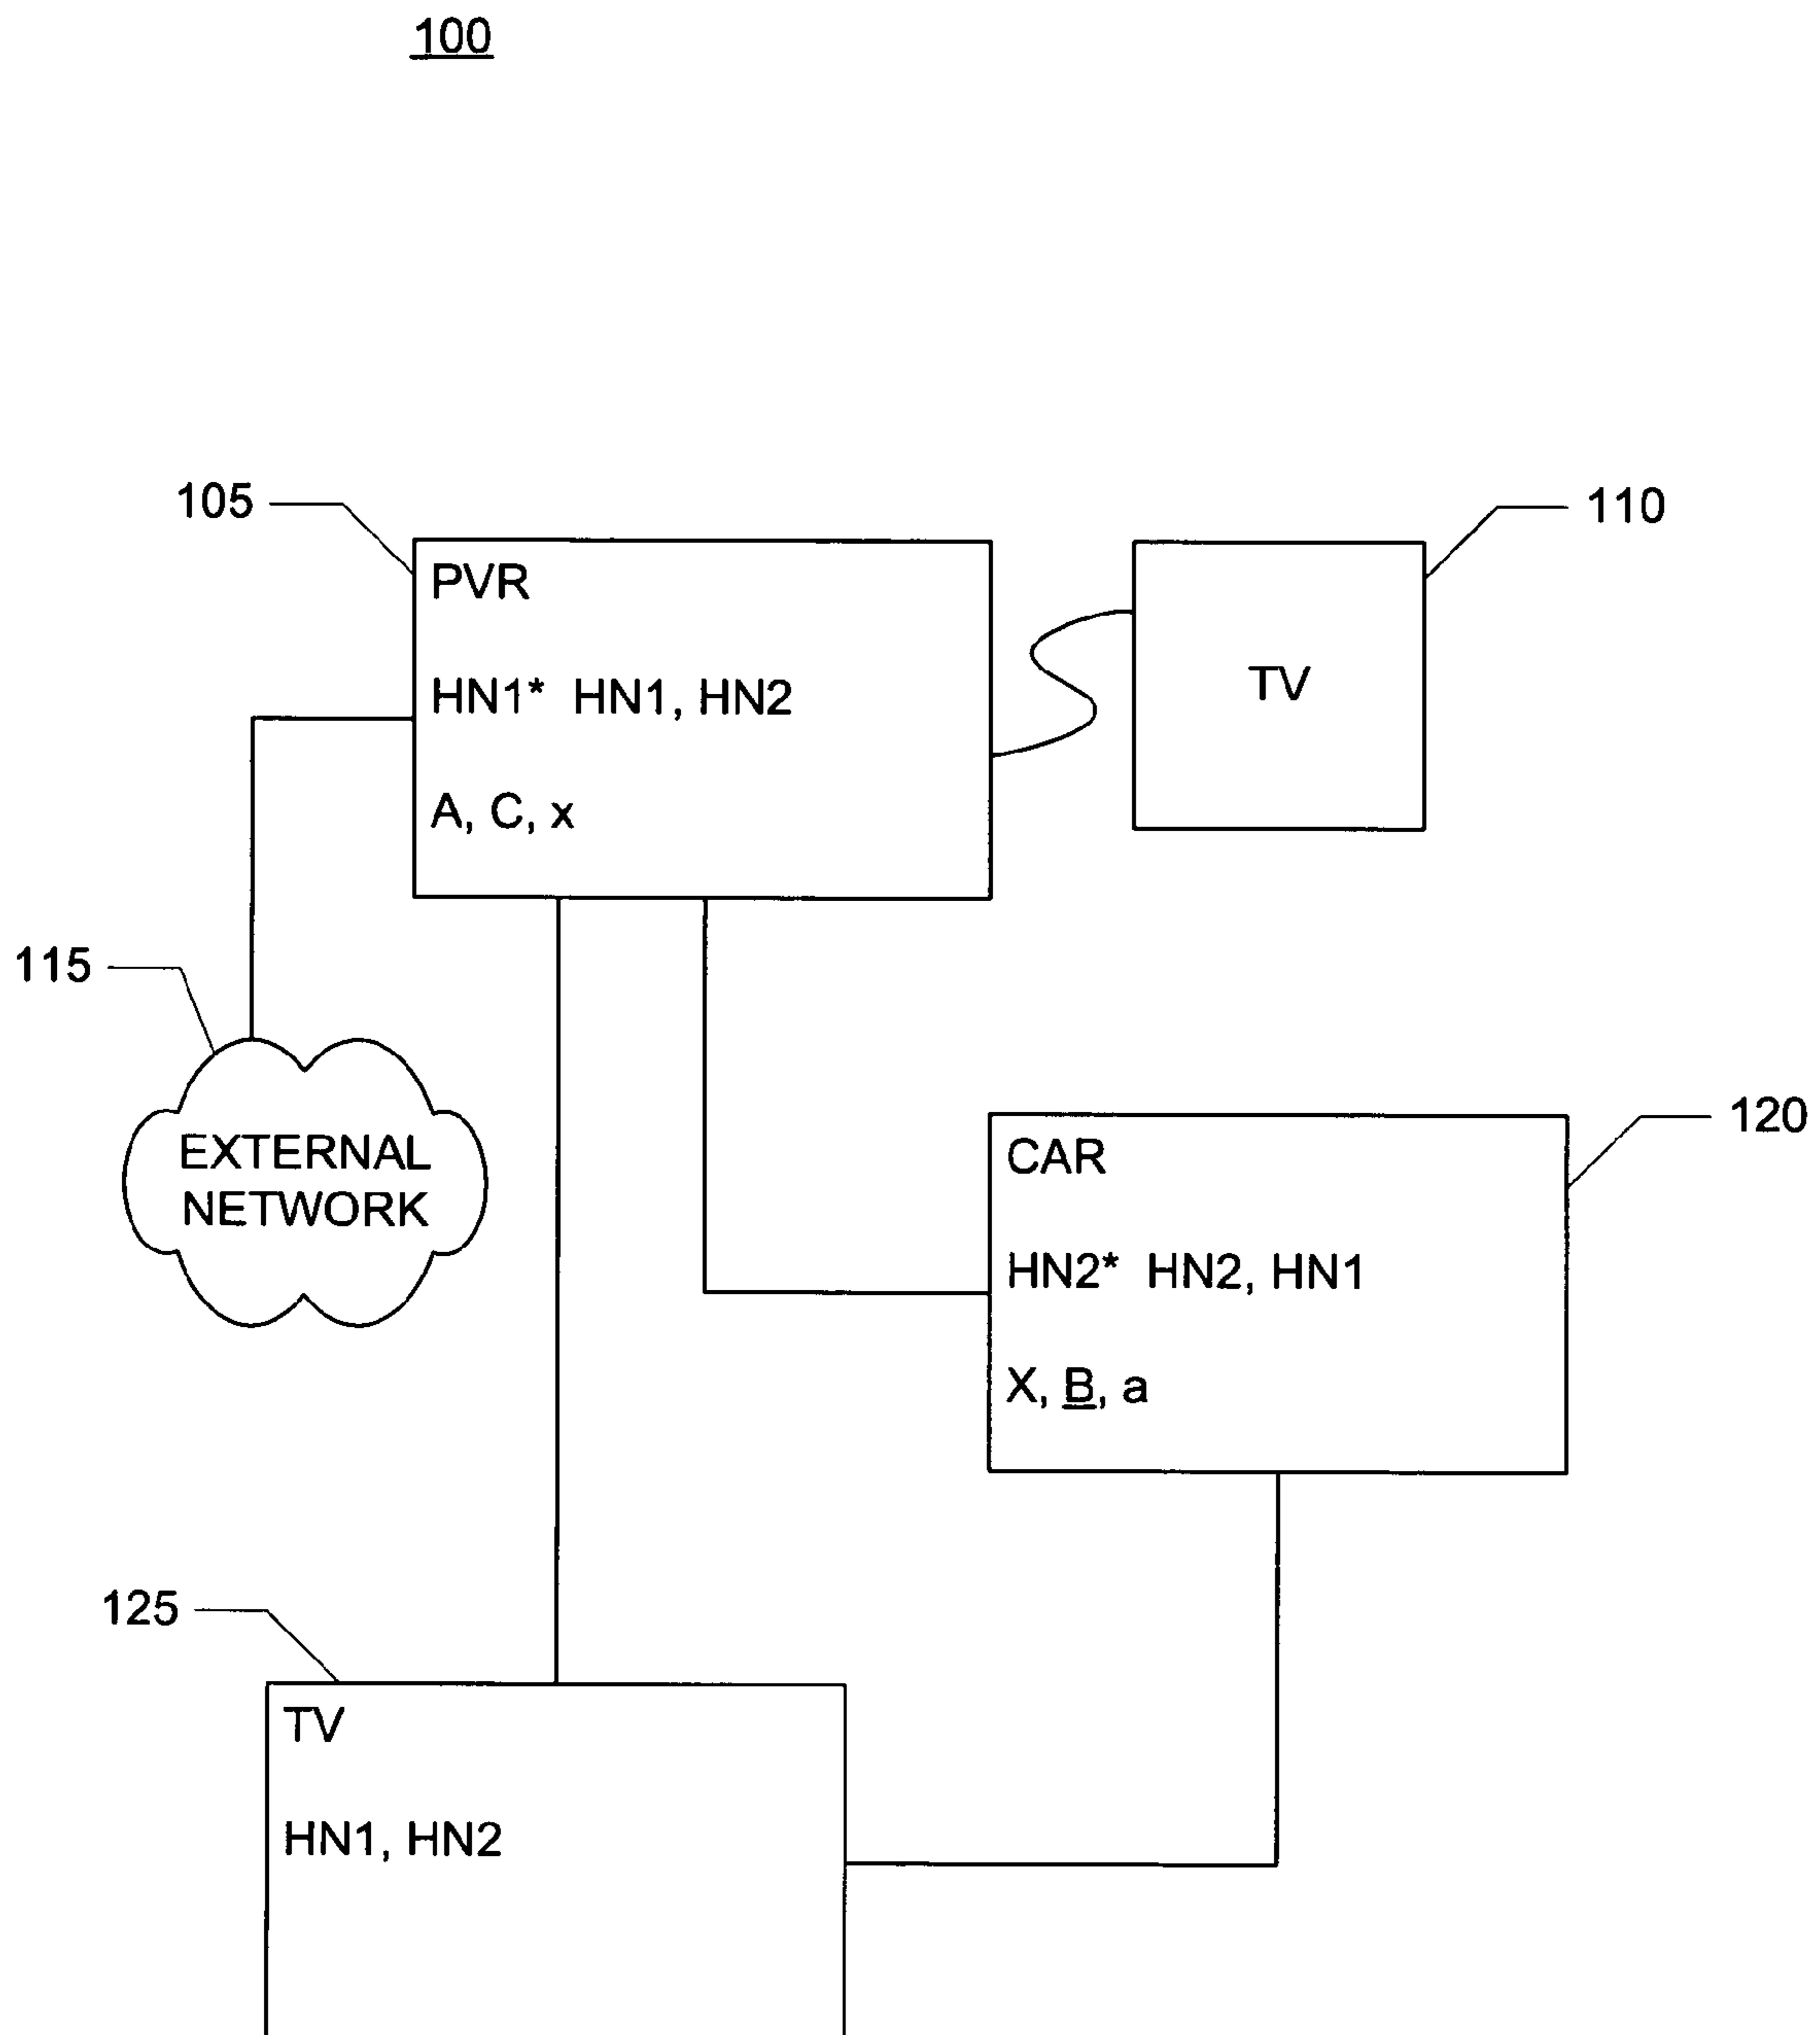 100
105
110
PVR
HN1* HN1, HN2
TV
A, C, x
115
EXTERNAL
NETWORK
120
CAR
HN2* HN2, HN1
X, B, a
125
TV
HN1, HN2